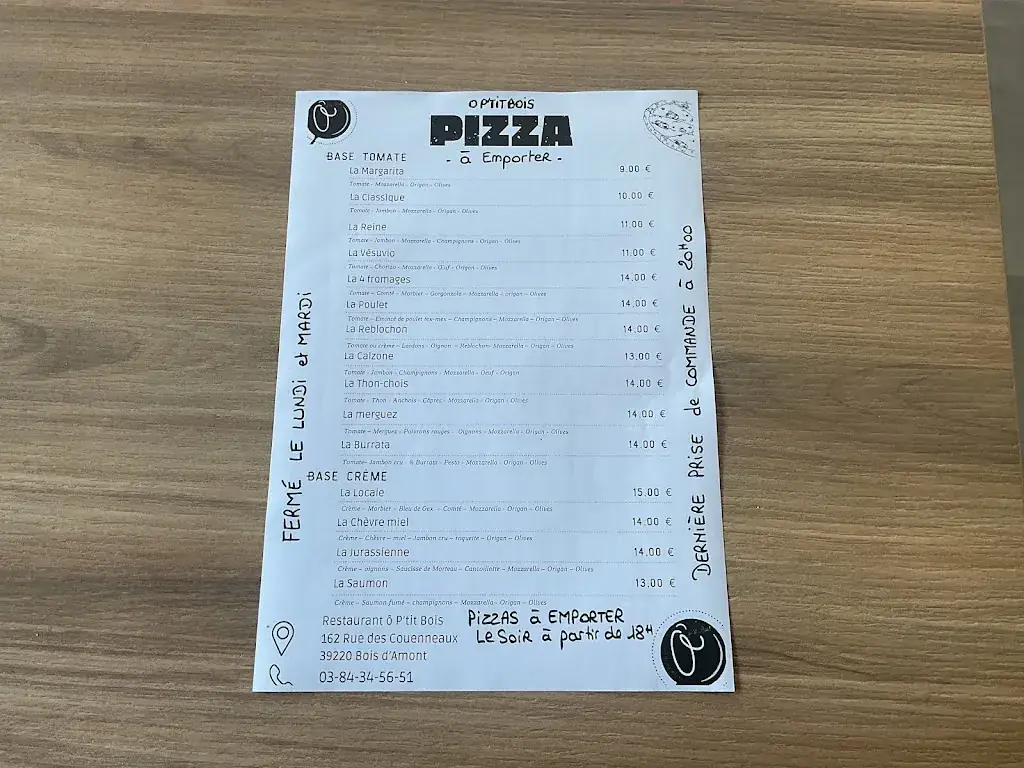 O P'TIT BOIS
PIZZA
- à Emporter -
BASE TOMATE
La Margarita 9.00 €
Tomate - Mozzarella - Origan - Olives
La Classique 10.00 €
Tomate - Jambon - Mozzarella - Origan - Olives
La Reine 11.00 €
Tomate - Jambon - Mozzarella - Champignons - Origan - Olives
La Vésuvio 11.00 €
Tomate - Chorizo - Mozzarella - Œuf - Origan - Olives
La 4 fromages 14.00 €
Tomate - Comté - Morbier - Gorgonzola - Mozzarella - origan - Olives
La Poulet 14.00 €
Tomate - Emincé de poulet tex-mex - Champignons - Mozzarella - Origan - Olives
La Reblochon 14.00 €
Tomate ou crème - Lardons - Oignon - Reblochon - Mozzarella - Origan - Olives
La Calzone 13.00 €
Tomate - Jambon - Champignons - Mozzarella - Oeuf - Origan
La Thon-chois 14.00 €
Tomate - Thon - Anchois - Câpres - Mozzarella - Origan - Olives
La merguez 14.00 €
Tomate - Merguez - Poivrons rouges - Oignons - Mozzarella - Origan - Olives
La Burrata 14.00 €
Tomate - Jambon cru - Burrata - Pesto - Mozzarella - Origan - Olives
BASE CRÈME
La Locale 15.00 €
Crème - Morbier - Bleu de Gex - Comté - Mozzarella - Origan - Olives
La Chèvre miel 14.00 €
Crème - Chèvre - miel - Jambon cru - roquette - Origan - Olives
La Jurassienne 14.00 €
Crème - oignons - Saucisse de Morteau - Cancoillotte - Mozzarella - Origan - Olives
La Saumon 13.00 €
Crème - Saumon fumé - champignons - Mozzarella - Origan - Olives
FERMÉ LE LUNDI et MARDI
DERNIÈRE PRISE de COMMANDE à 20H00
PIZZAS à EMPORTER
Le SOIR à partir de 18H
Restaurant Ô P'tit Bois
162 Rue des Couenneaux
39220 Bois d'Amont
03-84-34-56-51